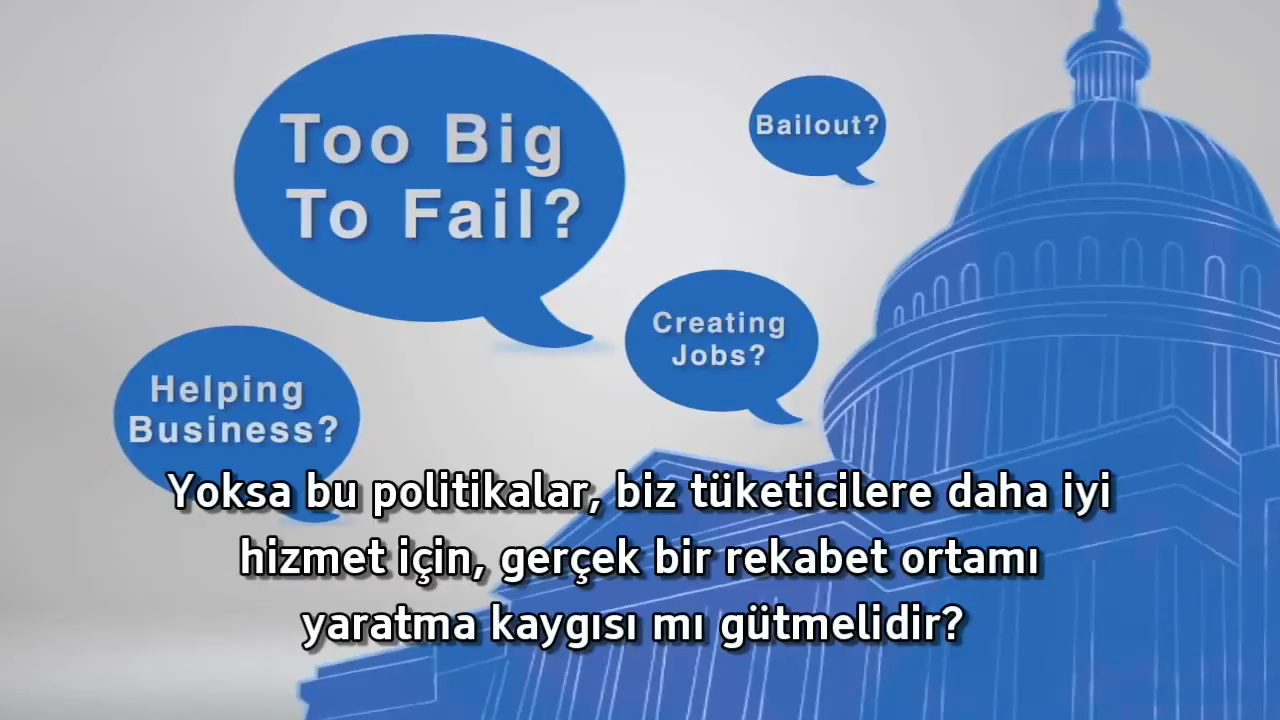 Too Big
To Fail?
Bailout?
Creating
Jobs?
Helping
Business?
Yoksa bu politikalar, biz tüketicilere daha iyi
hizmet için, gerçek bir rekabet ortamı
yaratma kaygısı mı gütmelidir?